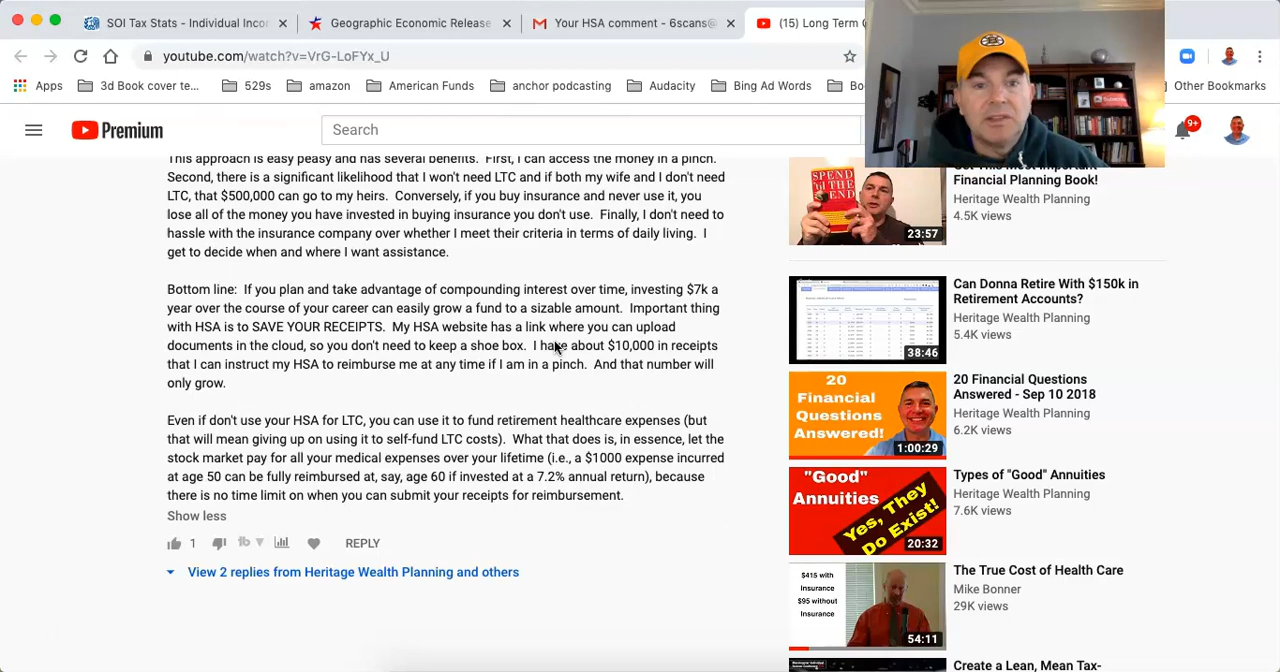 SOI Tax Stats - Individual Incor
Geographic Economic Release
Your HSA comment - 6scans@
(15) Long Term
youtube.com/watch?v=VrG-LoFYx_U
Apps
3d Book cover te...
529s
amazon
American Funds
anchor podcasting
Audacity
Bing Ad Words
Other Bookmarks
Premium
Search
9+
This approach is easy peasy and has several benefits. First, I can access the money in a pinch.
Second, there is a significant likelihood that I won't need LTC and if both my wife and I don't need
LTC, that $500,000 can go to my heirs. Conversely, if you buy insurance and never use it, you
lose all of the money you have invested in buying insurance you don't use. Finally, I don't need to
hassle with the insurance company over whether I meet their criteria in terms of daily living. I
get to decide when and where I want assistance.
Bottom line: If you plan and take advantage of compounding interest over time, investing $7k a
year over the course of your career can easily grow a fund to a sizable amount. Important thing
with HSA is to SAVE YOUR RECEIPTS. My HSA website has a link where you can upload
documents in the cloud, so you don't need to keep a shoe box. I have about $10,000 in receipts
that I can instruct my HSA to reimburse me at any time if I am in a pinch. And that number will
only grow.
Even if don't use your HSA for LTC, you can use it to fund retirement healthcare expenses (but
that will mean giving up on using it to self-fund LTC costs). What that does is, in essence, let the
stock market pay for all your medical expenses over your lifetime (i.e., a $1000 expense incurred
at age 50 can be fully reimbursed at, say, age 60 if invested at a 7.2% annual return), because
there is no time limit on when you can submit your receipts for reimbursement.
Show less
1
REPLY
View 2 replies from Heritage Wealth Planning and others
SPEND
'TIL THE
END
23:57
Financial Planning Book!
Heritage Wealth Planning
4.5K views
38:46
Can Donna Retire With $150k in
Retirement Accounts?
Heritage Wealth Planning
5.4K views
20
Financial
Questions
Answered!
1:00:29
20 Financial Questions
Answered - Sep 10 2018
Heritage Wealth Planning
6.2K views
"Good"
Annuities
Yes, They
Do Exist!
20:32
Types of "Good" Annuities
Heritage Wealth Planning
7.6K views
$415 with
Insurance
$95 without
Insurance
54:11
The True Cost of Health Care
Mike Bonner
29K views
Create a Lean, Mean Tax-